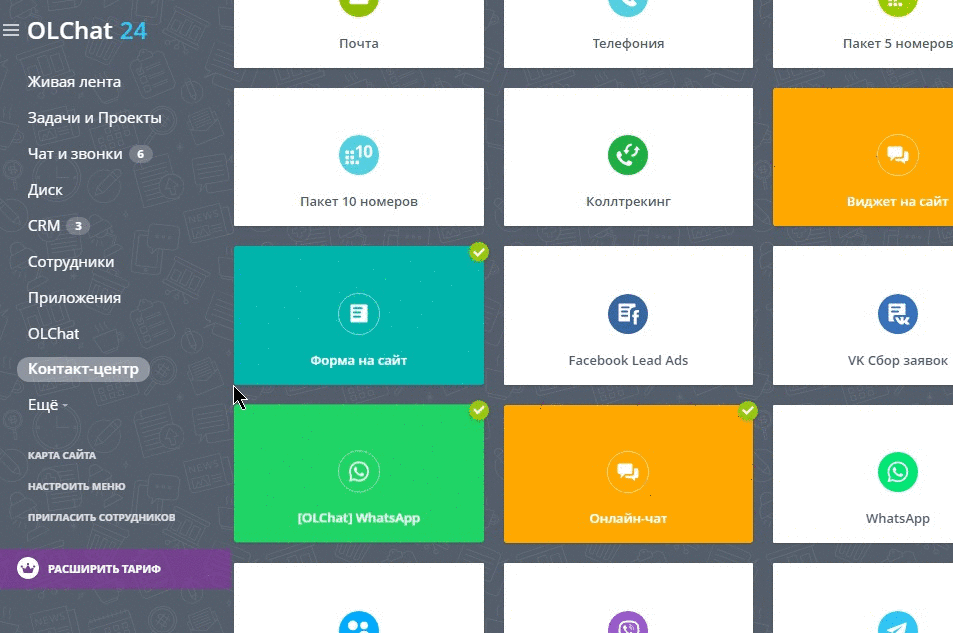 OLChat 24
Живая лента
Задачи и Проекты
Чат и звонки 6
Диск
CRM 3
Сотрудники
Приложения
OLChat
Контакт-центр
Ещё
КАРТА САЙТА
НАСТРОИТЬ МЕНЮ
ПРИГЛАСИТЬ СОТРУДНИКОВ
РАСШИРИТЬ ТАРИФ
Почта
Телефония
Пакет 5 номеров
10
Пакет 10 номеров
Коллтрекинг
Виджет на сайт
Форма на сайт
Facebook Lead Ads
VK Сбор заявок
[OLChat] WhatsApp
Онлайн-чат
WhatsApp